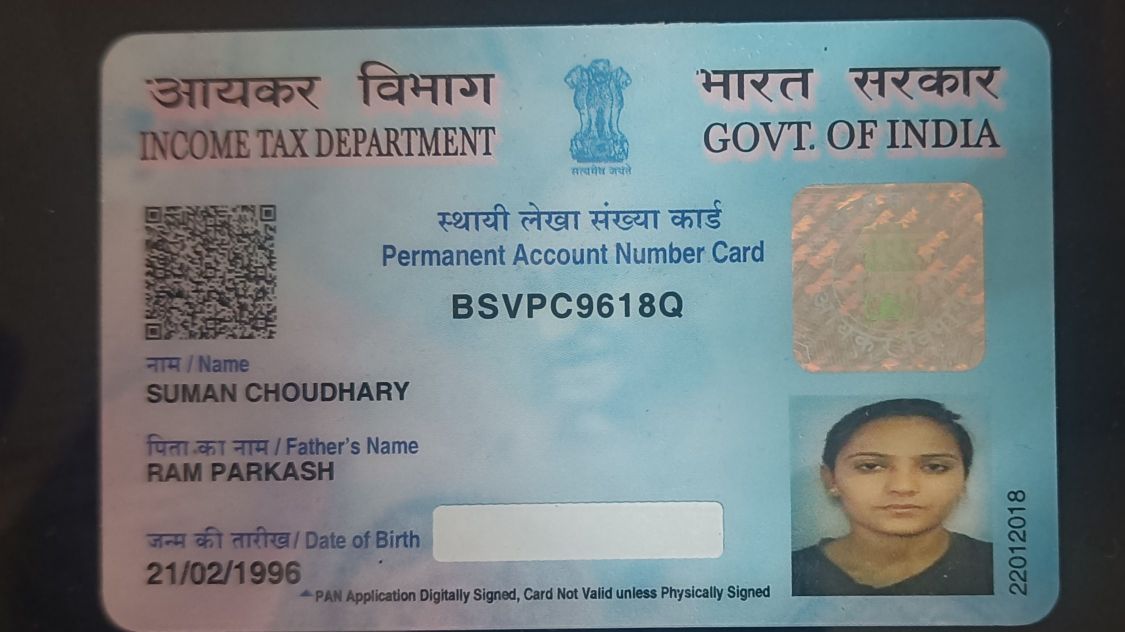 आयकर विभाग
INCOME TAX DEPARTMENT
सत्यमेव जयते
भारत सरकार
GOVT. OF INDIA
स्थायी लेखा संख्या कार्ड
Permanent Account Number Card
BSVPC9618Q
नाम / Name
SUMAN CHOUDHARY
पिता का नाम / Father's Name
RAM PARKASH
जन्म की तारीख/ Date of Birth
21/02/1996
PAN Application Digitally Signed, Card Not Valid unless Physically Signed
22012018